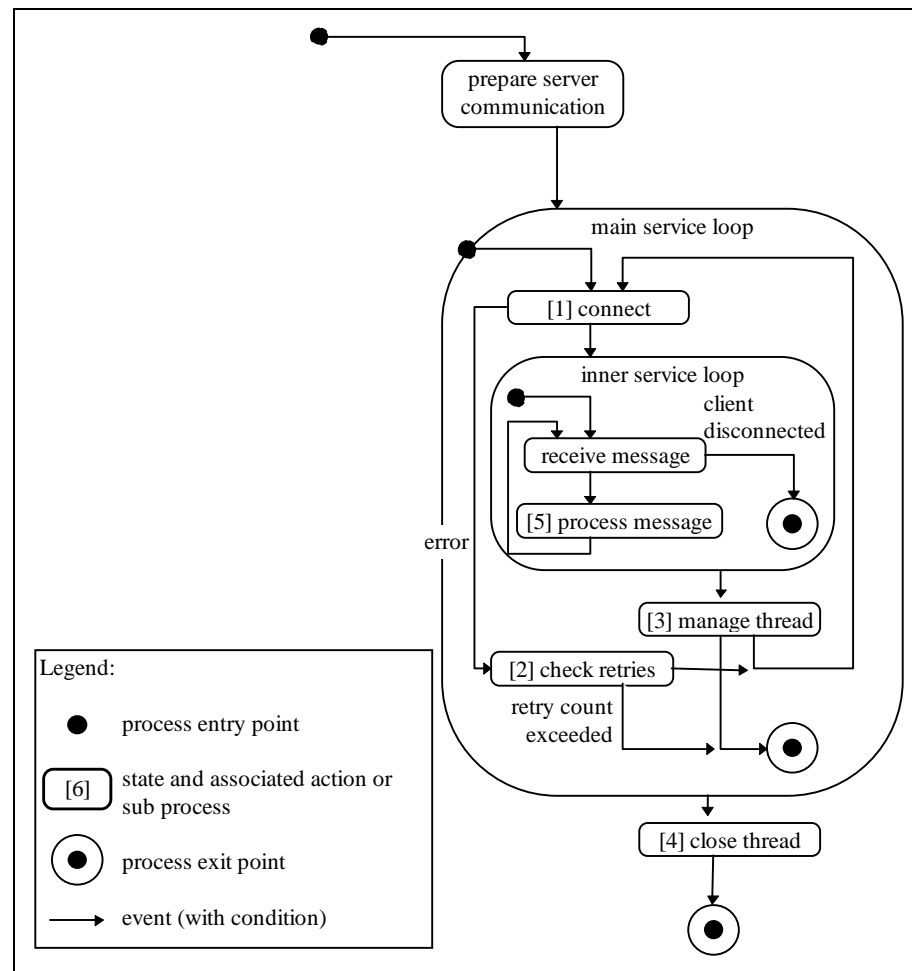 prepare server
communication
main service loop
[1] connect
inner service loop
client
disconnected
receive message
[5] process message
error
[3] manage thread
[2] check retries
retry count
exceeded
[4] close thread
Legend:
process entry point
[6]
state and associated action or
sub process
process exit point
event (with condition)